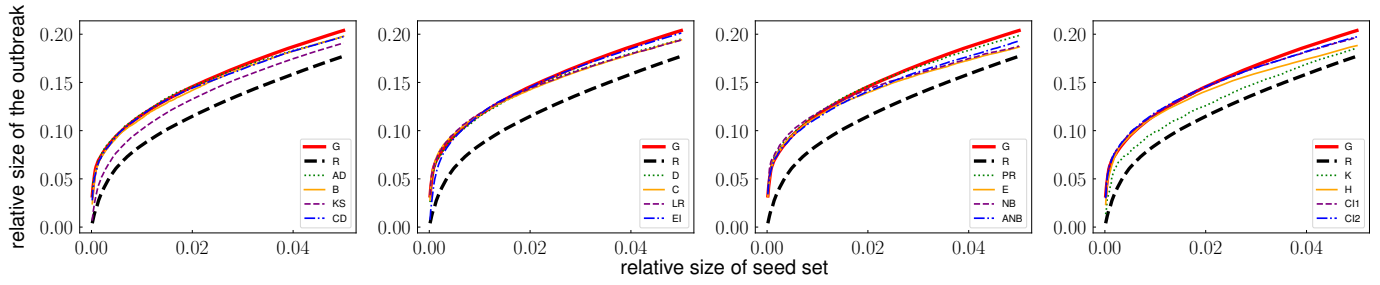 relative size of the outbreak
0.20
0.15
0.10
0.05
0.00
0.00
0.02
0.04
G
R
AD
B
KS
CD
0.20
0.15
0.10
0.05
0.00
0.00
0.02
0.04
G
R
D
C
LR
EI
0.20
0.15
0.10
0.05
0.00
0.00
0.02
0.04
G
R
PR
E
NB
ANB
0.20
0.15
0.10
0.05
0.00
0.00
0.02
0.04
G
R
K
H
CI1
CI2
relative size of seed set